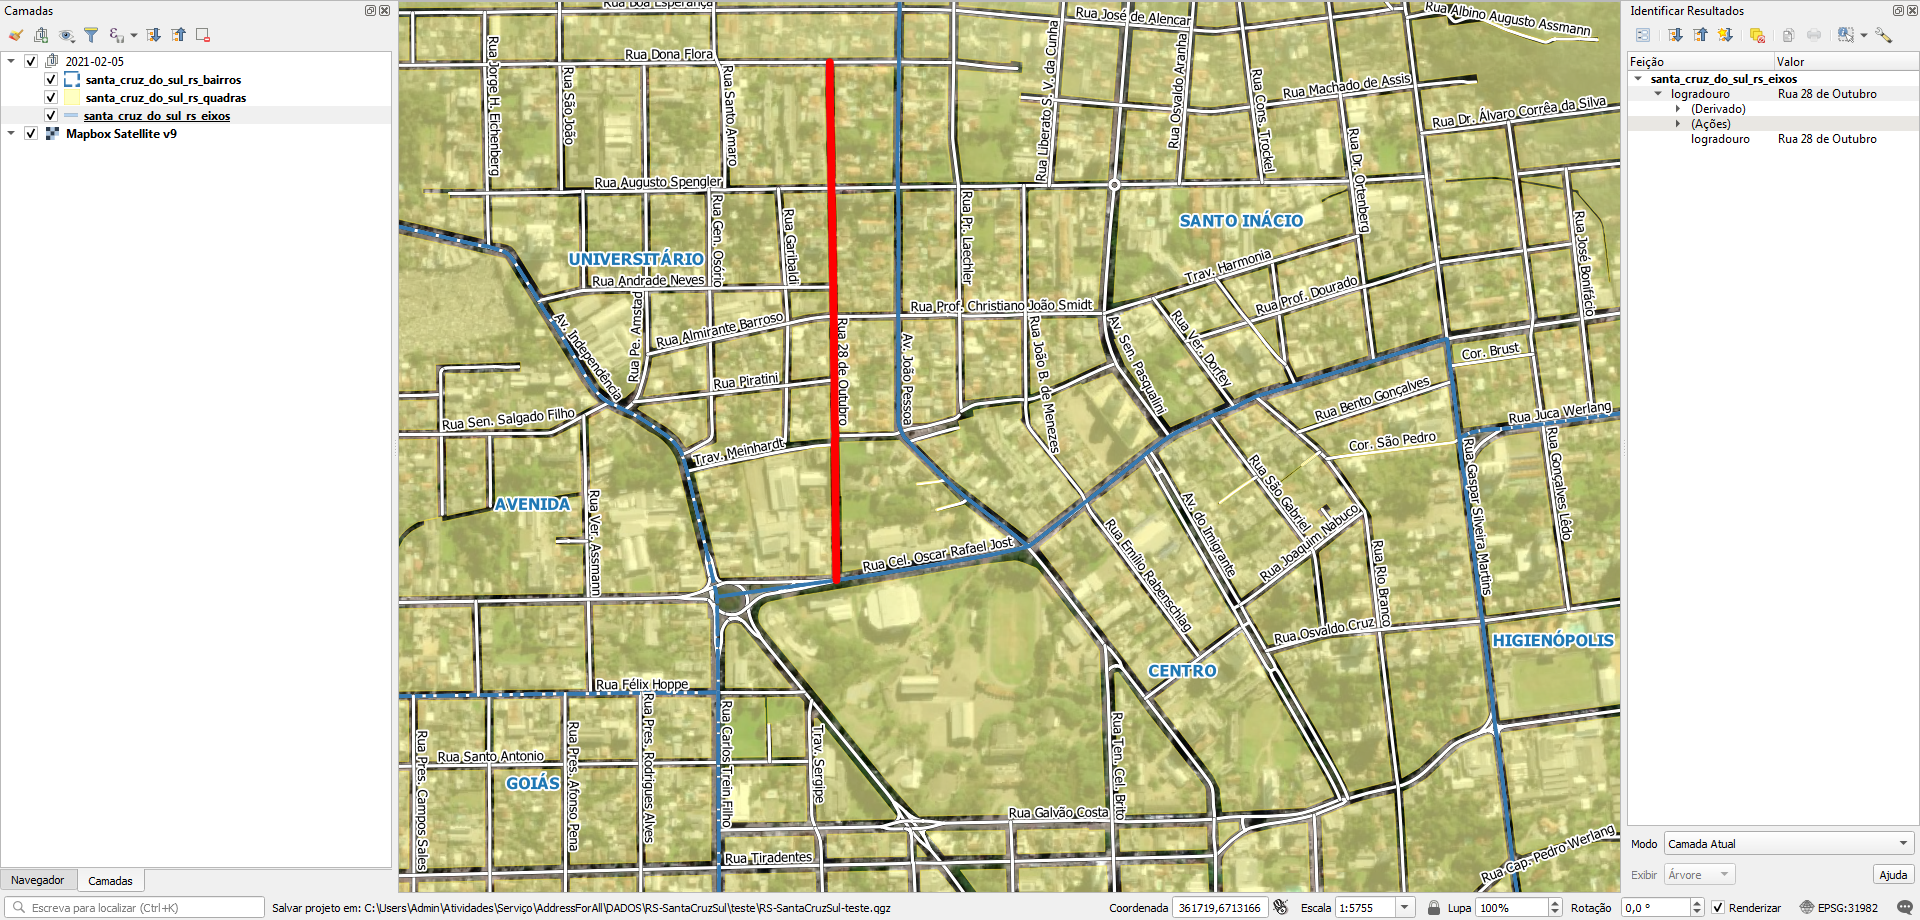 Camadas
2021-02-05
santa_cruz_do_sul_rs_bairros
santa_cruz_do_sul_rs_quadras
santa_cruz_do_sul_rs_eixos
Mapbox Satellite v9
Navegador
Camadas
Rua Boa Esperança
Rua José de Alencar
Rua Albino Augusto Assmann
Rua Dona Flora
Rua Jorge H. Eichenberg
Rua São João
Rua Santo Amaro
Rua Liberato S. V. da Cunha
Rua Osvaldo Aranha
Rua Cons. Trockel
Rua Machado de Assis
Rua Dr. Álvaro Corrêa da Silva
Rua Dr. Ortenberg
Rua Augusto Spengler
Rua Gen. Osório
Rua Garibaldi
Rua Pr. Laechler
SANTO INÁCIO
Rua José Bonifácio
UNIVERSITÁRIO
Rua Andrade Neves
Trav. Harmonia
Rua Prof. Dourado
Rua Pe. Amstad
Rua Almirante Barroso
Rua Prof. Christiano João Smidt
Av. Independência
Rua 28 de Outubro
Av. João Pessoa
Rua João B. de Menezes
Av. Sen. Pasqualini
Rua Ver. Dorfey
Cor. Brust
Rua Piratini
Rua Bento Gonçalves
Rua Juca Werlang
Rua Sen. Salgado Filho
Trav. Meinhardt
Cor. São Pedro
Rua Gaspar Silveira Martins
Rua Gonçalves Lêdo
AVENIDA
Rua Ver. Assmann
Rua São Gabriel
Av. do Imigrante
Rua Joaquim Nabuco
Rua Emílio Rabenschlag
Rua Rio Branco
Rua Cel. Oscar Rafael Jost
Rua Osvaldo Cruz
HIGIENÓPOLIS
CENTRO
Rua Félix Hoppe
Rua Pres. Campos Sales
Rua Santo Antonio
Rua Pres. Afonso Pena
Rua Pres. Rodrigues Alves
Rua Carlos Trein Filho
Trav. Sergipe
Rua Ten. Cel. Brito
GOIÁS
Rua Galvão Costa
Rua Tiradentes
Rua Cap. Pedro Werlang
Identificar Resultados
Feição Valor
santa_cruz_do_sul_rs_eixos
logradouro Rua 28 de Outubro
(Derivado)
(Ações)
logradouro Rua 28 de Outubro
Modo Camada Atual
Exibir Árvore Ajuda
Escreva para localizar (Ctrl+K) Salvar projeto em: C:\Users\Admin\Atividades\Serviço\AddressForAll\DADOS\RS-SantaCruzSul\teste\RS-SantaCruzSul-teste.qgz Coordenada 361719,6713166 Escala 1:5755 Lupa 100% Rotação 0,0 ° Renderizar EPSG:31982